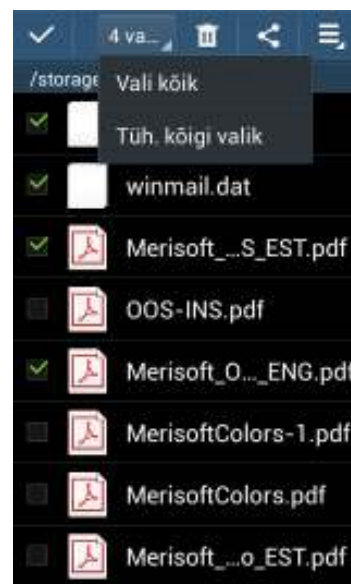 4 va...
/storage
Vali kõik
Tüh. kõigi valik
winmail.dat
Merisoft_...S_EST.pdf
OOS-INS.pdf
Merisoft_O..._ENG.pdf
MerisoftColors-1.pdf
MerisoftColors.pdf
Merisoft_...o_EST.pdf